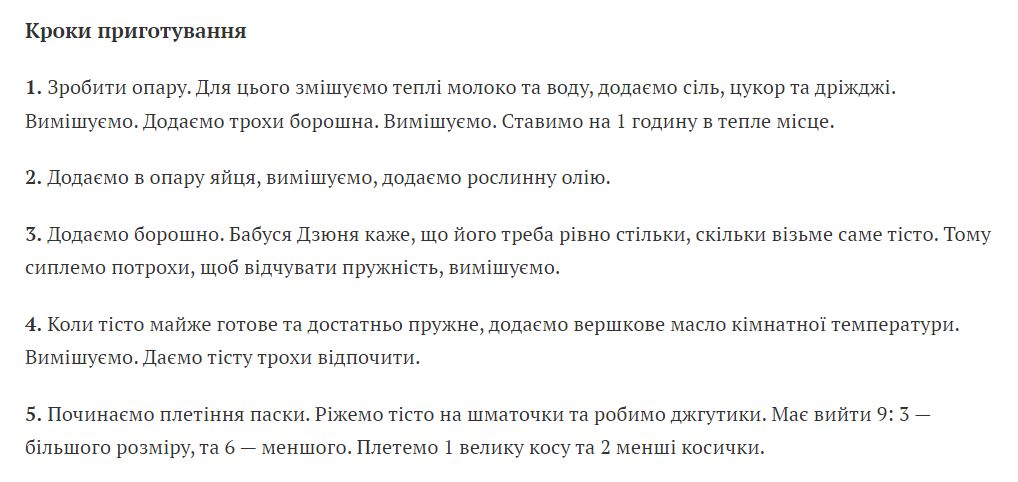 Кроки приготування
1. Зробити опару. Для цього змішуємо теплі молоко та воду, додаємо сіль, цукор та дріжджі.
Вимішуємо. Додаємо трохи борошна. Вимішуємо. Ставимо на 1 годину в тепле місце.
2. Додаємо в опару яйця, вимішуємо, додаємо рослинну олію.
3. Додаємо борошно. Бабуся Дзюня каже, що його треба рівно стільки, скільки візьме саме тісто. Тому
сиплемо потрохи, щоб відчувати пружність, вимішуємо.
4. Коли тісто майже готове та достатньо пружне, додаємо вершкове масло кімнатної температури.
Вимішуємо. Даємо тісту трохи відпочити.
5. Починаємо плетіння паски. Ріжемо тісто на шматочки та робимо джгутики. Має вийти 9: 3 —
більшого розміру, та 6 — меншого. Плетемо 1 велику косу та 2 менші косички.